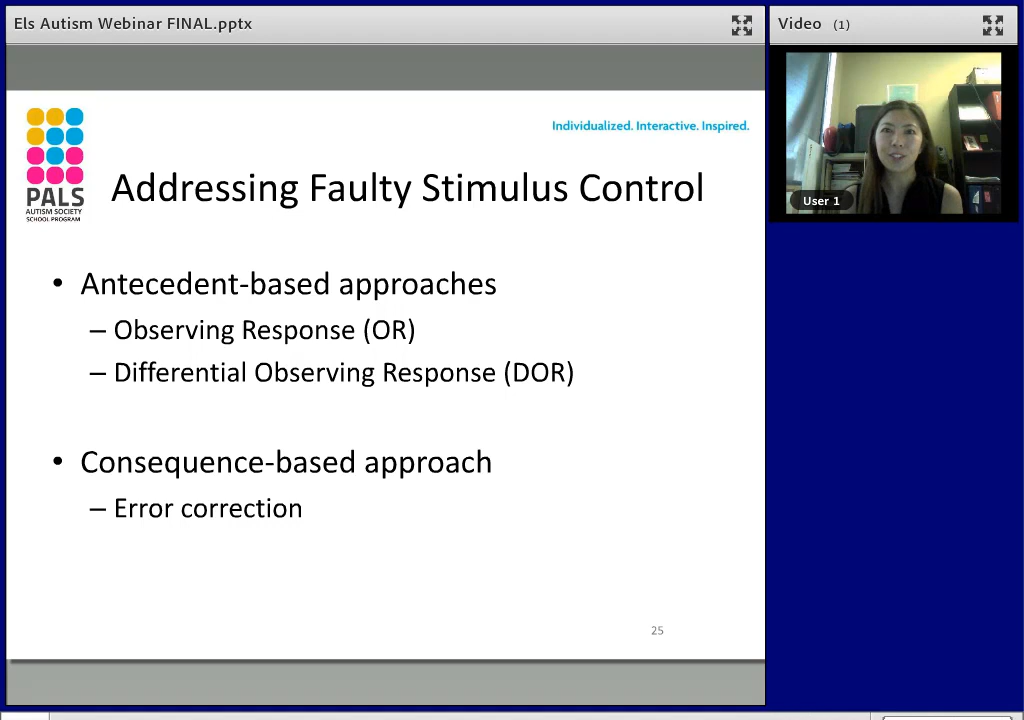 Els Autism Webinar FINAL.pptx
Video (1)
Individualized. Interactive. Inspired.
PALS
AUTISM SOCIETY
SCHOOL PROGRAM
Addressing Faulty Stimulus Control
• Antecedent-based approaches
– Observing Response (OR)
– Differential Observing Response (DOR)
• Consequence-based approach
– Error correction
25
User 1